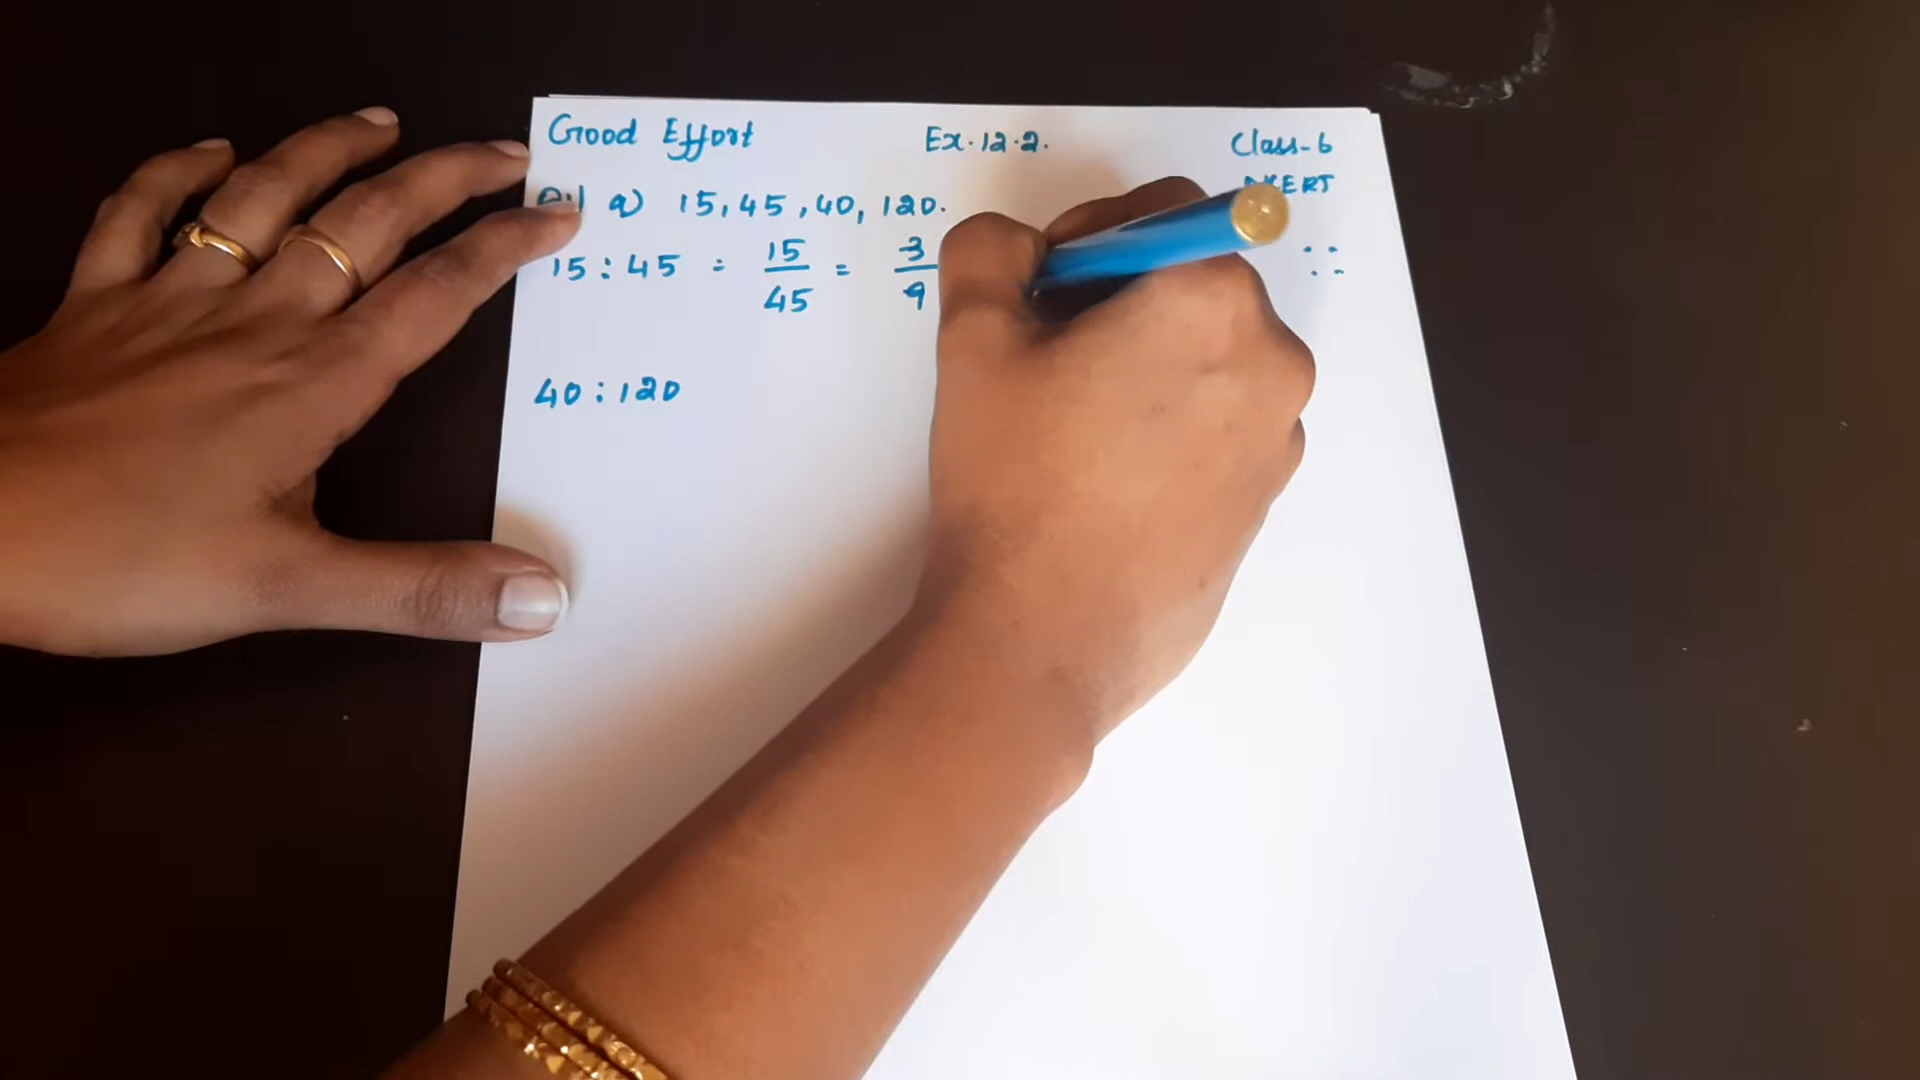 Good Effort Ex. 12.2. Class-6
a) 15, 45, 40, 120.
15 : 45 = 15/45 = 3/9
∷
40 : 120